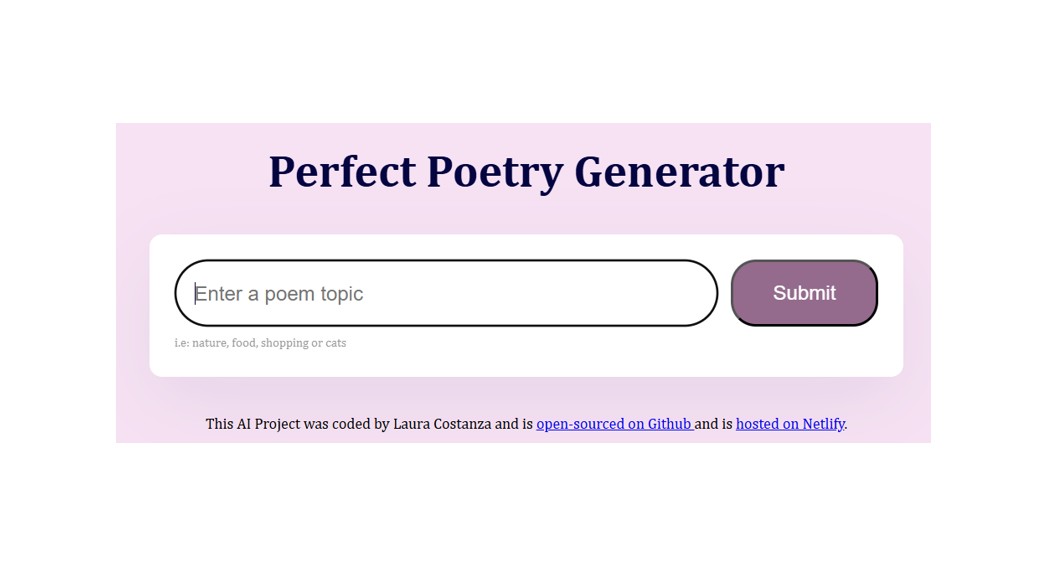 Perfect Poetry Generator
Enter a poem topic
Submit
i.e: nature, food, shopping or cats
This AI Project was coded by Laura Costanza and is open-sourced on Github and is hosted on Netlify.